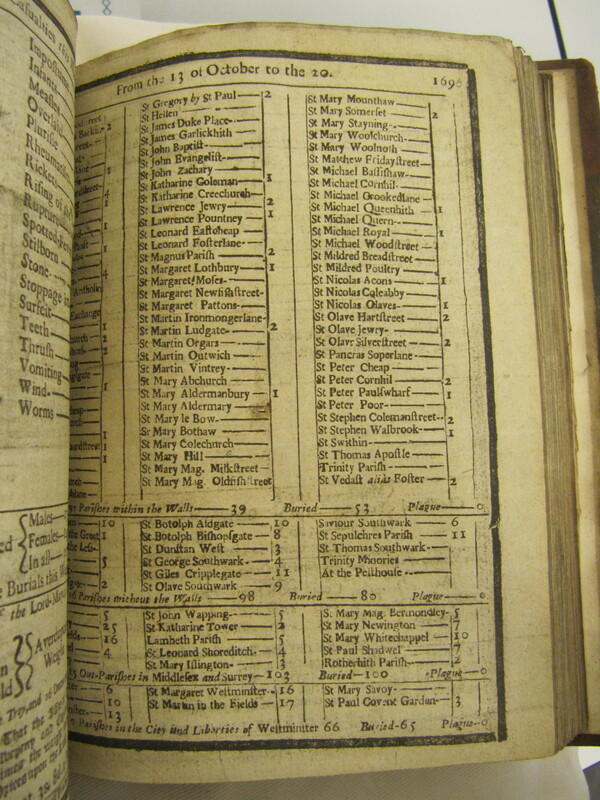 Casualties
Impostume
Infants
Measles
Overlaid
Plurisie
Rheumatism
Rickets
Rising of
Rupture
Spotted
Stilborn
Stone
Stoppage in
Surfeit
Teeth
Thrush
Vomiting
Wind
Worms
Males
Females
In all
Burials this
From the 13 of October to the 20. 169
St Gregory by St Paul 2
St Hellen
St James Duke Place
St James Garlickhith
St John Baptist
St John Evangelist
St John Zachary
St Katharine Coleman 1
St Katharine Creechurch
St Lawrence Jewry 2
St Lawrence Pountney 1
St Leonard Eastcheap
St Leonard Fosterlane
St Magnus Parish 2
St Margaret Lothbury 1
St Margaret Moses
St Margaret Newfishstreet
St Margaret Pattons
St Martin Ironmongerlane
St Martin Ludgate 2
St Martin Orgars
St Martin Outwich
St Martin Vintrey
St Mary Abchurch
St Mary Aldermanbury 1
St Mary Aldermary
St Mary le Bow
St Mary Bothaw
St Mary Colechurch
St Mary Hill
St Mary Mag. Milkstreet
St Mary Mag. Oldfishstreet
St Mary Mounthaw
St Mary Somerset 2
St Mary Stayning
St Mary Woolchurch
St Mary Woolnoth
St Matthew Fridaystreet
St Michael Bassishaw
St Michael Cornhil
St Michael Crookedlane
St Michael Queenhith 1
St Michael Quern
St Michael Royal 1
St Michael Woodstreet
St Mildred Breadstreet
St Mildred Poultry
St Nicolas Acons 1
St Nicolas Coleabby
St Nicolas Olaves 1
St Olave Hartstreet 2
St Olave Jewry
St Olave Silverstreet 2
St Pancras Soperlane
St Peter Cheap
St Peter Cornhil 2
St Peter Paulswharf 1
St Peter Poor
St Stephen Colemanstreet 2
St Stephen Walbrook 1
St Swithin
St Thomas Apostle
Trinity Parish
St Vedast alias Foster 2
Parishes within the Walls 39 Buried 53 Plague 0
St Botolph Aldgate 10
St Botolph Bishopsgate 8
St Dunstan West 3
St George Southwark 4
St Giles Cripplegate 11
St Olave Southwark 9
Saviour Southwark 6
St Sepulchres Parish 11
St Thomas Southwark
Trinity Minories
At the Pesthouse
16 Parishes without the Walls 98 Buried 80 Plague 0
St John Wapping 5
St Katharine Tower 2
Lambeth Parish 5
St Leonard Shoreditch 4
St Mary Islington 3
St Mary Mag. Bermondsey 5
St Mary Newington 7
St Mary Whitechappel 10
St Paul Shadwel 7
Rotherhith Parish 2
Out-Parishes in Middlesex and Surrey 103 Buried 100 Plague 0
St Margaret Westminster 16
St Martin in the Fields 17
St Mary Savoy
St Paul Covent Garden 3
Parishes in the City and Liberties of Westminster 66 Buried 65 Plague 0